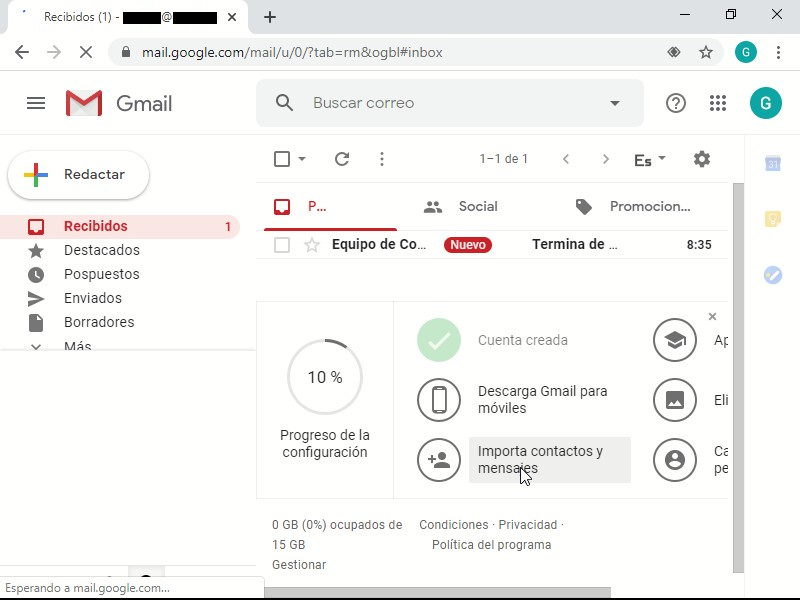 Recibidos (1) - @
mail.google.com/mail/u/0/?tab=rm&ogbl#inbox
G
Gmail
Buscar correo
G
Redactar
1–1 de 1
Es
31
P...
Social
Promocion...
Recibidos 1
Destacados
Pospuestos
Enviados
Borradores
Más
Equipo de Co... Nuevo Termina de ... 8:35
10 %
Progreso de la
configuración
Cuenta creada
Descarga Gmail para
móviles
Importa contactos y
mensajes
Ap
Eli
Ca
pe
0 GB (0%) ocupados de
15 GB
Gestionar
Condiciones · Privacidad ·
Política del programa
Esperando a mail.google.com...